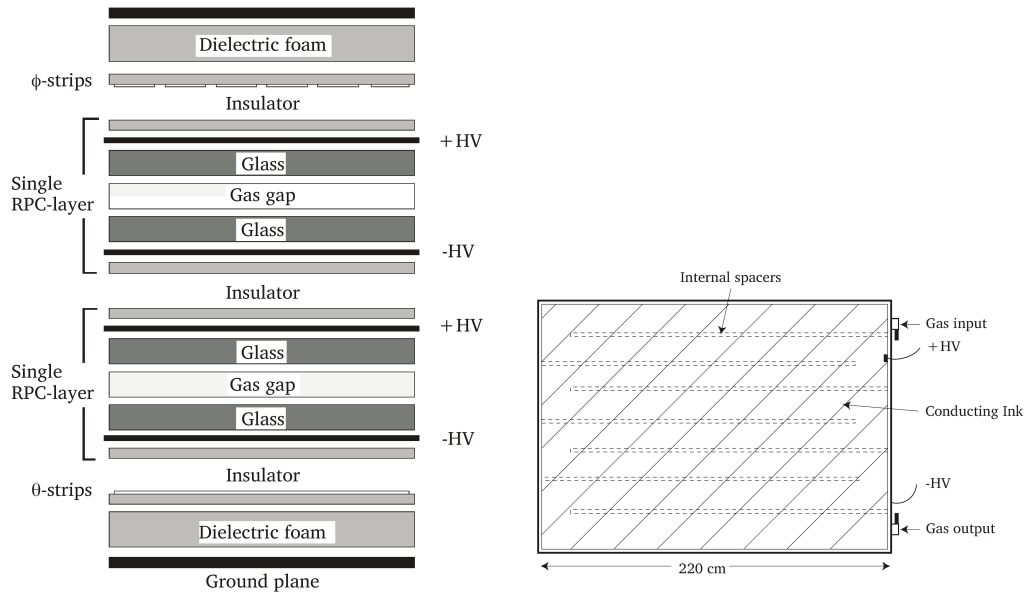 Dielectric foam
ϕ-strips
Insulator
+HV
Glass
Single
RPC-layer
Gas gap
Glass
-HV
Insulator
+HV
Glass
Single
RPC-layer
Gas gap
Glass
-HV
Insulator
θ-strips
Dielectric foam
Ground plane
Internal spacers
Gas input
+HV
Conducting Ink
-HV
Gas output
220 cm